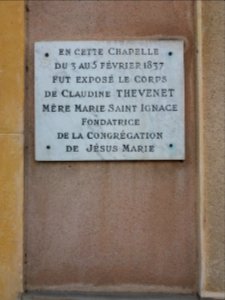 EN CETTE CHAPELLE
DU 3 AU 5 FÉVRIER 1837
FUT EXPOSÉ LE CORPS
DE CLAUDINE THEVENET
MÈRE MARIE SAINT IGNACE
FONDATRICE
DE LA CONGRÉGATION
DE JÉSUS MARIE